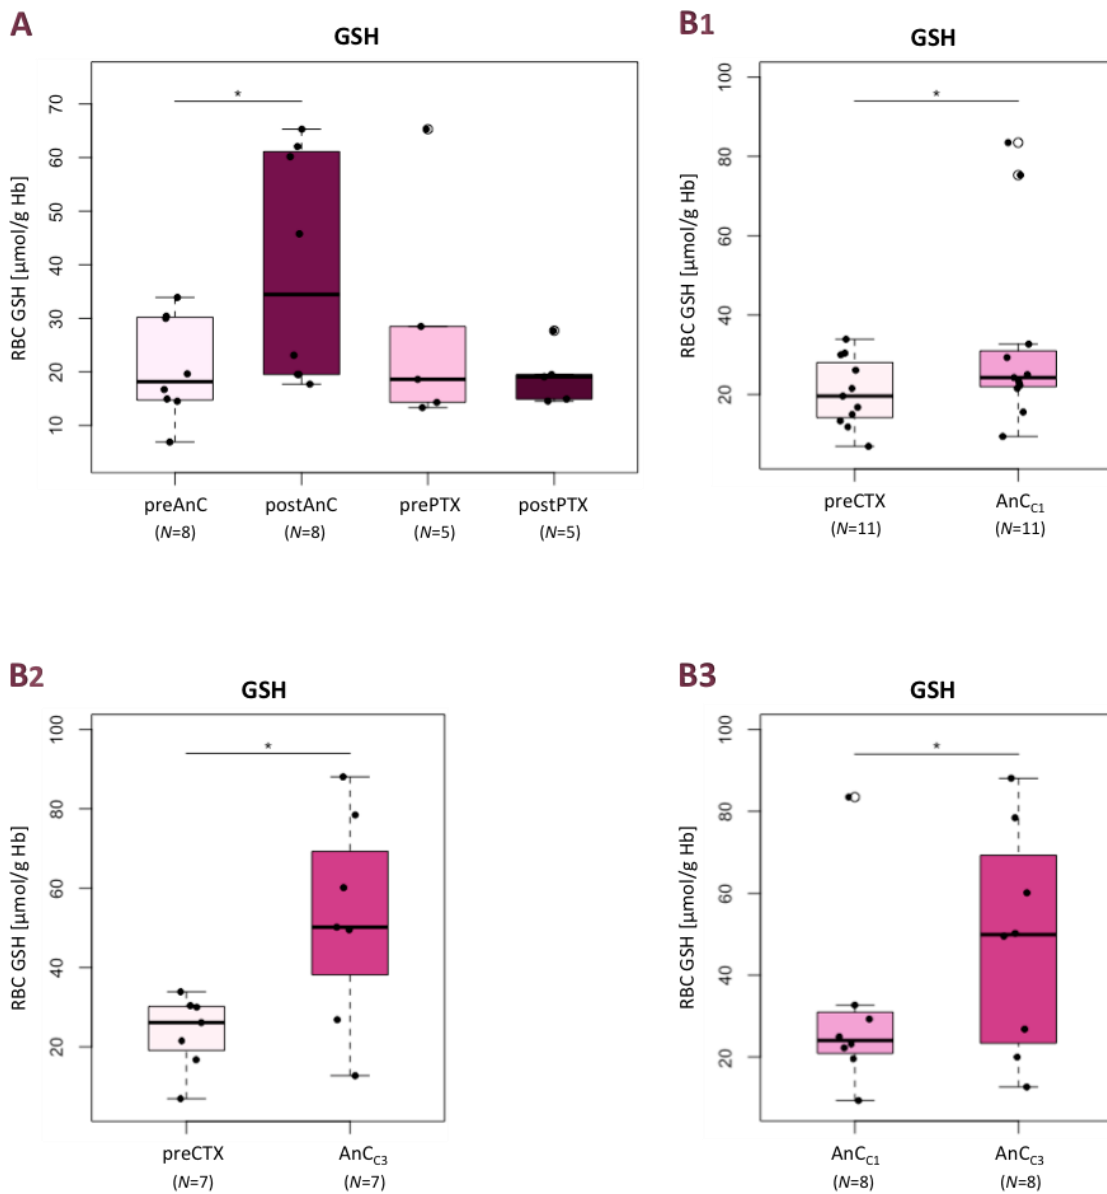 A
GSH
RBC GSH [µmol/g Hb]
70
60
50
40
30
20
10
*
preAnC postAnC prePTX postPTX
(N=8) (N=8) (N=5) (N=5)
B1
GSH
RBC GSH [µmol/g Hb]
100
80
60
40
20
*
preCTX AnCC1
(N=11) (N=11)
B2
GSH
RBC GSH [µmol/g Hb]
100
80
60
40
20
*
preCTX AnCC3
(N=7) (N=7)
B3
GSH
RBC GSH [µmol/g Hb]
100
80
60
40
20
*
AnCC1 AnCC3
(N=8) (N=8)